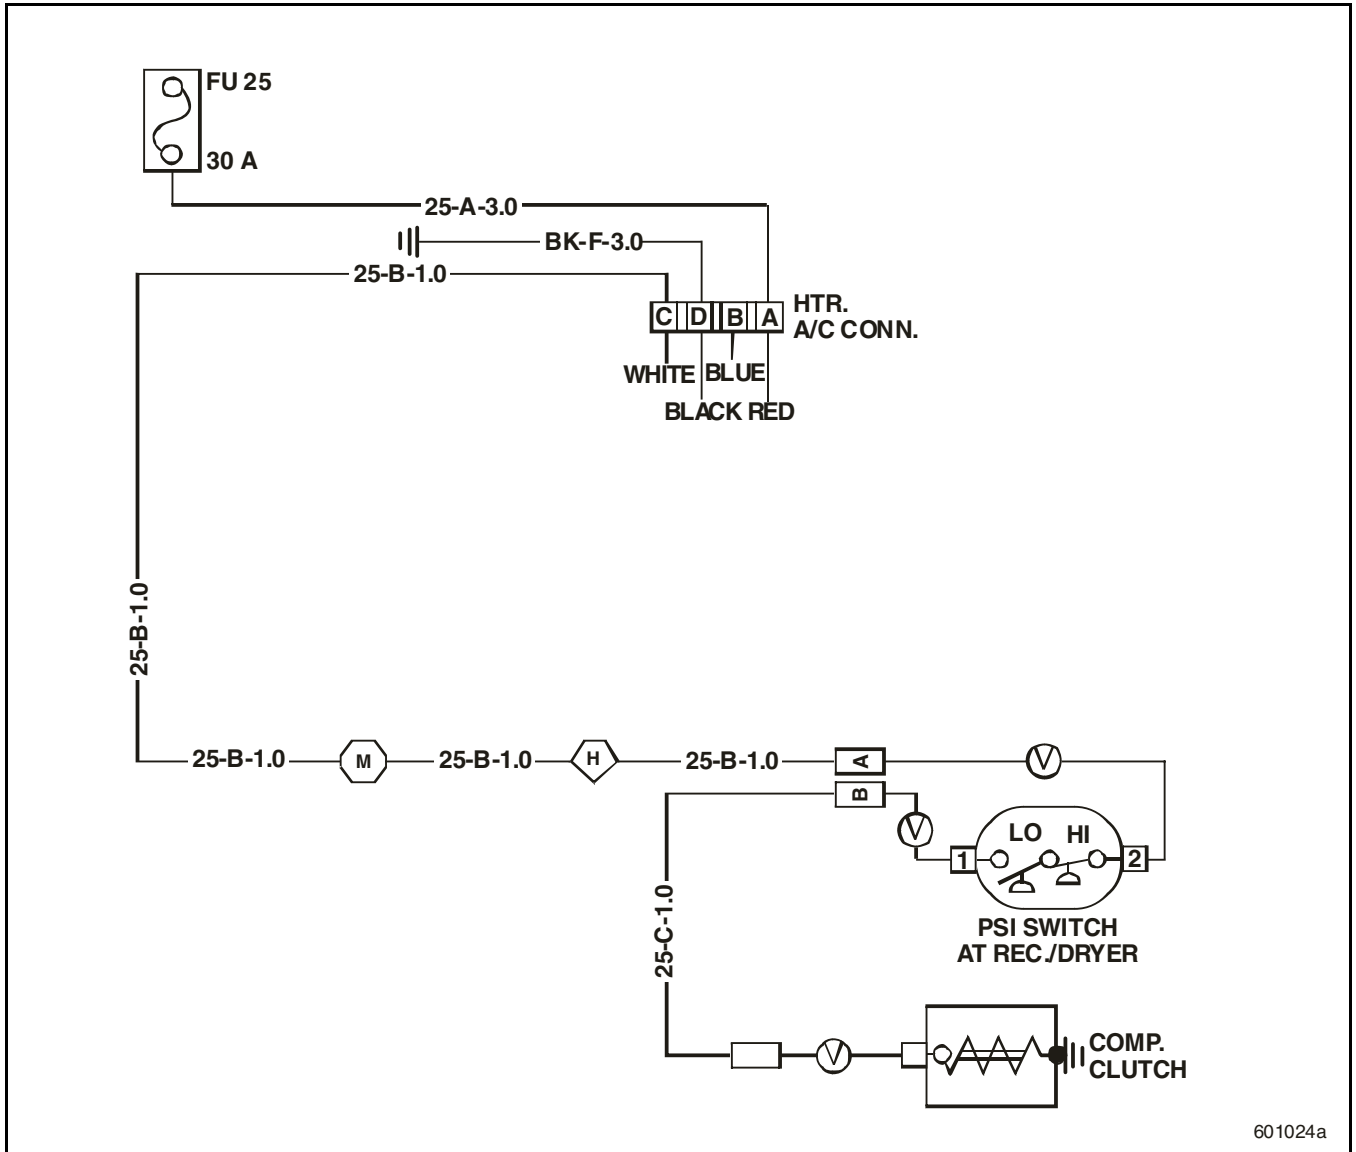 FU 25
30 A
25-A-3.0
BK-F-3.0
25-B-1.0
C D B A
HTR.
A/C CONN.
WHITE BLUE
BLACK RED
25-B-1.0
25-B-1.0 M 25-B-1.0 H 25-B-1.0 A V
B
V
LO HI
1 2
25-C-1.0
PSI SWITCH
AT REC./DRYER
V
COMP.
CLUTCH
601024a